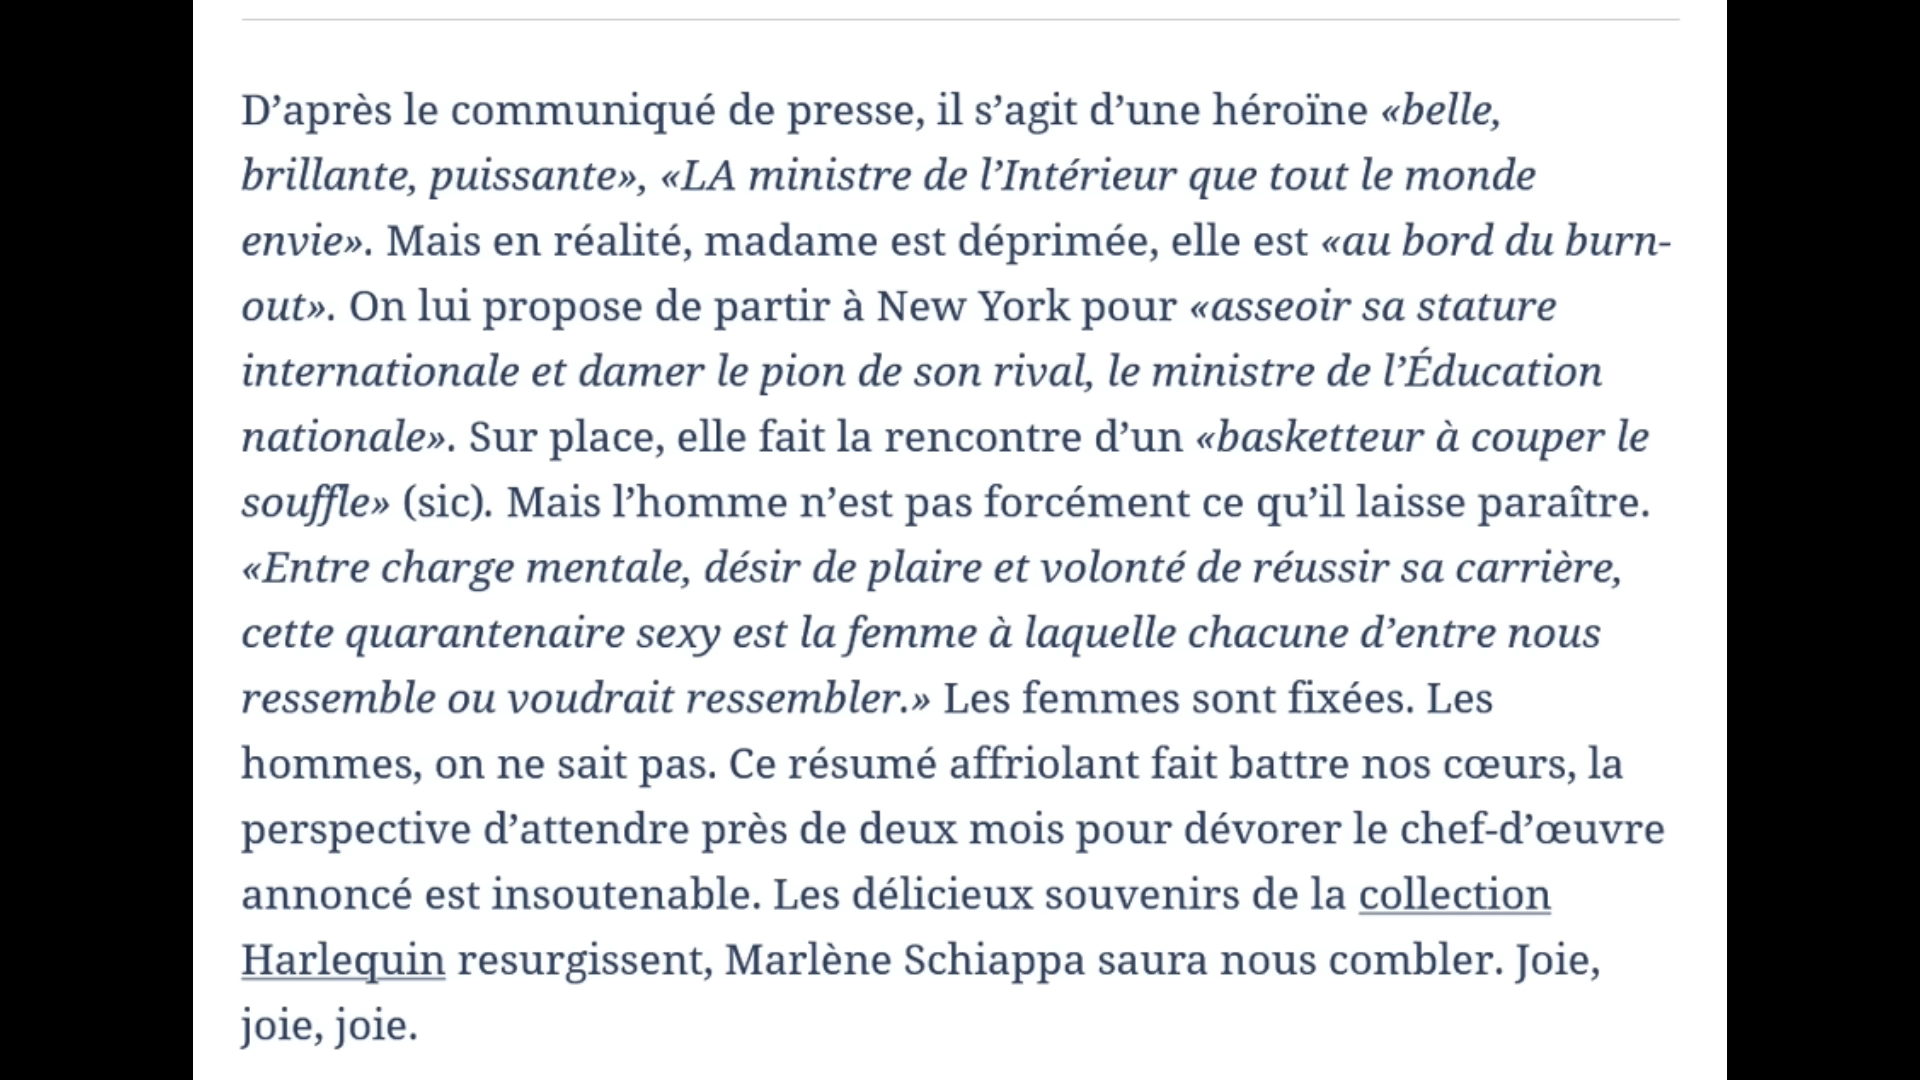 D’après le communiqué de presse, il s’agit d’une héroïne «belle,
brillante, puissante», «LA ministre de l’Intérieur que tout le monde
envie». Mais en réalité, madame est déprimée, elle est «au bord du burn-
out». On lui propose de partir à New York pour «asseoir sa stature
internationale et damer le pion de son rival, le ministre de l’Éducation
nationale». Sur place, elle fait la rencontre d’un «basketteur à couper le
souffle» (sic). Mais l’homme n’est pas forcément ce qu’il laisse paraître.
«Entre charge mentale, désir de plaire et volonté de réussir sa carrière,
cette quarantenaire sexy est la femme à laquelle chacune d’entre nous
ressemble ou voudrait ressembler.» Les femmes sont fixées. Les
hommes, on ne sait pas. Ce résumé affriolant fait battre nos cœurs, la
perspective d’attendre près de deux mois pour dévorer le chef-d’œuvre
annoncé est insoutenable. Les délicieux souvenirs de la collection
Harlequin resurgissent, Marlène Schiappa saura nous combler. Joie,
joie, joie.